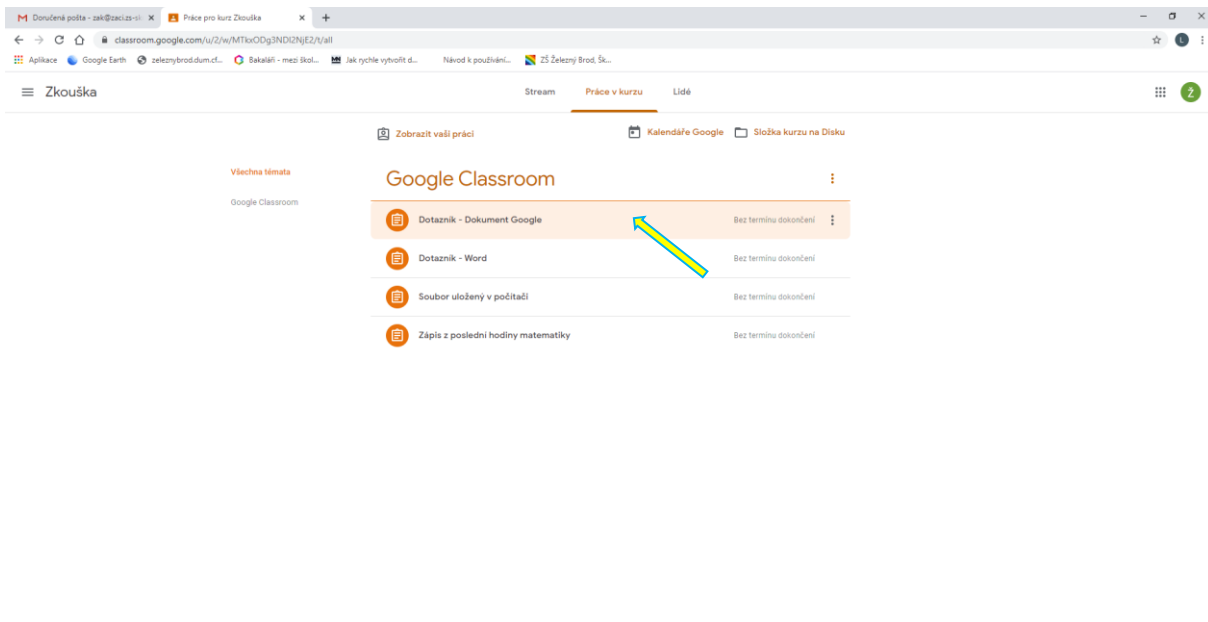 Doručená pošta - zak@zaci.zs-sk
Práce pro kurz Zkouška
classroom.google.com/u/2/w/MTkxODg3NDI2NjE2/t/all
Aplikace Google Earth zeleznybrod.dum.cf... Bakaláři - mezi škol... Jak rychle vytvořit d... Návod k používání... ZŠ Železný Brod, Šk...
Zkouška Stream Práce v kurzu Lidé Ž
Zobrazit vaši práci Kalendáře Google Složka kurzu na Disku
Všechna témata
Google Classroom
Google Classroom
Dotazník - Dokument Google Bez termínu dokončení
Dotazník - Word Bez termínu dokončení
Soubor uložený v počítači Bez termínu dokončení
Zápis z poslední hodiny matematiky Bez termínu dokončení